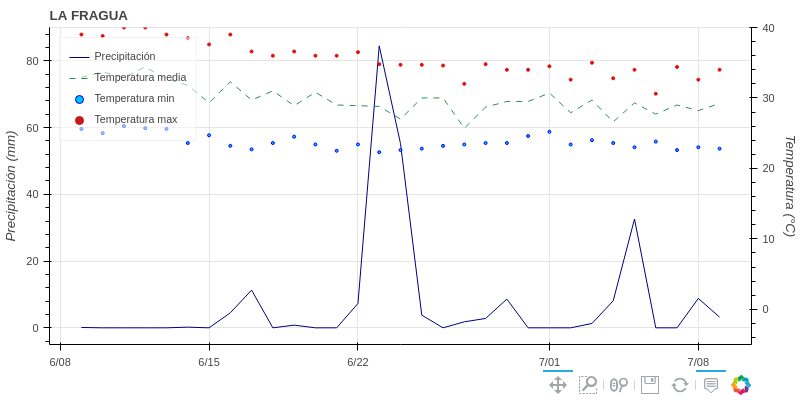 LA FRAGUA
Precipitación
Temperatura media
Temperatura min
Temperatura max
Precipitación (mm)
80
60
40
20
0
Temperatura (°C)
40
30
20
10
0
6/08
6/15
6/22
7/01
7/08